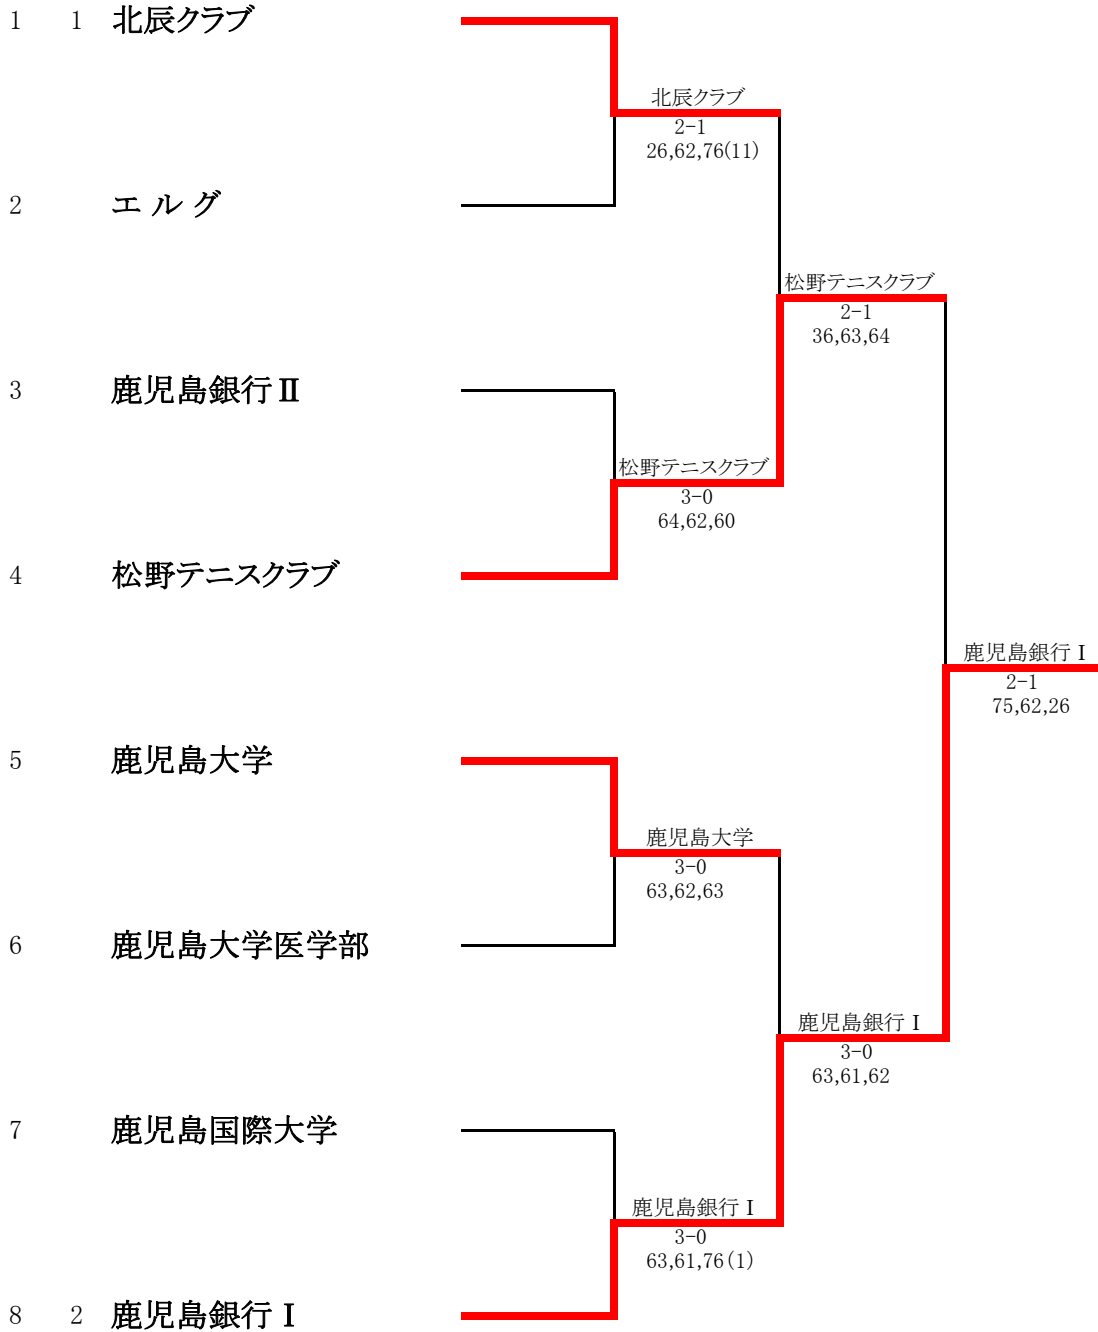 1 1 北辰クラブ
北辰クラブ
2-1
26,62,76(11)
2 エルグ
松野テニスクラブ
2-1
36,63,64
3 鹿児島銀行Ⅱ
松野テニスクラブ
3-0
64,62,60
4 松野テニスクラブ
鹿児島銀行Ⅰ
2-1
75,62,26
5 鹿児島大学
鹿児島大学
3-0
63,62,63
6 鹿児島大学医学部
鹿児島銀行Ⅰ
3-0
63,61,62
7 鹿児島国際大学
鹿児島銀行Ⅰ
3-0
63,61,76(1)
8 2 鹿児島銀行Ⅰ